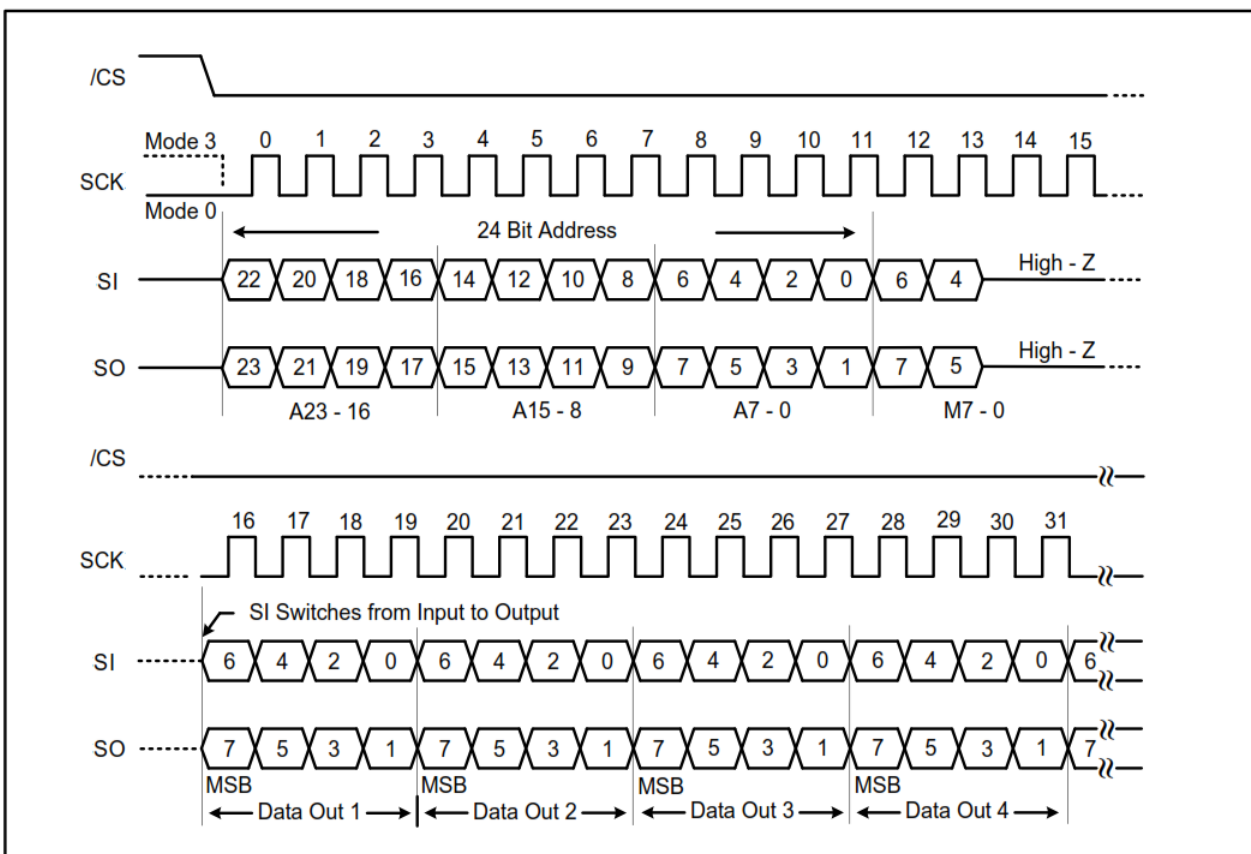 /CS
Mode 3 0 1 2 3 4 5 6 7 8 9 10 11 12 13 14 15
SCK
Mode 0
24 Bit Address
SI 22 20 18 16 14 12 10 8 6 4 2 0 6 4 High - Z
SO 23 21 19 17 15 13 11 9 7 5 3 1 7 5 High - Z
A23 - 16 A15 - 8 A7 - 0 M7 - 0
/CS
16 17 18 19 20 21 22 23 24 25 26 27 28 29 30 31
SCK
SI Switches from Input to Output
SI 6 4 2 0 6 4 2 0 6 4 2 0 6 4 2 0 6
SO 7 5 3 1 7 5 3 1 7 5 3 1 7 5 3 1 7
MSB MSB MSB MSB
Data Out 1 Data Out 2 Data Out 3 Data Out 4